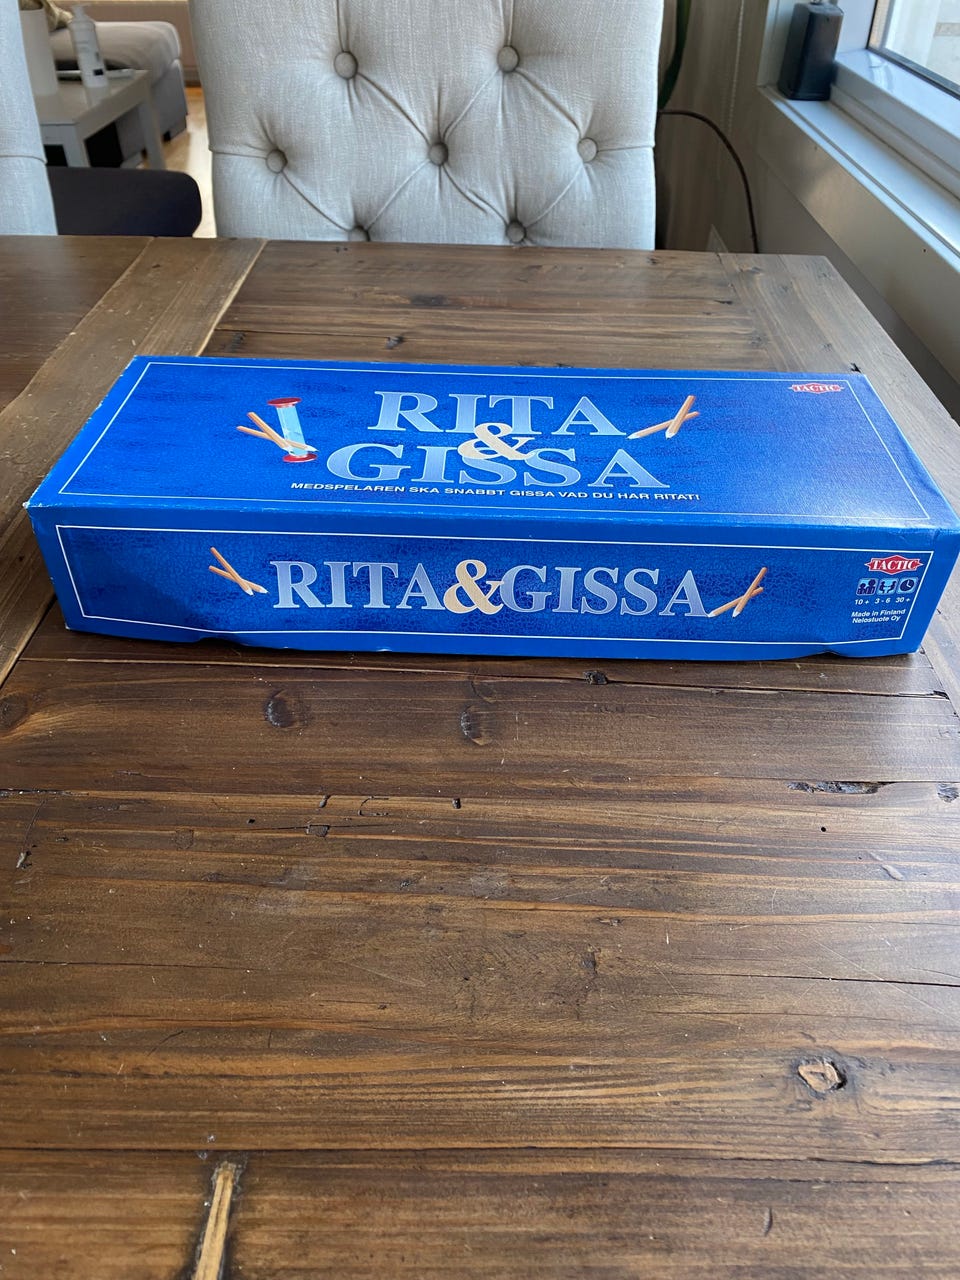 TACTIC
RITA
&
GISSA
MEDSPELAREN SKA SNABBT GISSA VAD DU HAR RITAT!
RITA&GISSA
TACTIC
10+ 3-6 30+
Made in Finland
Nelostuote Oy